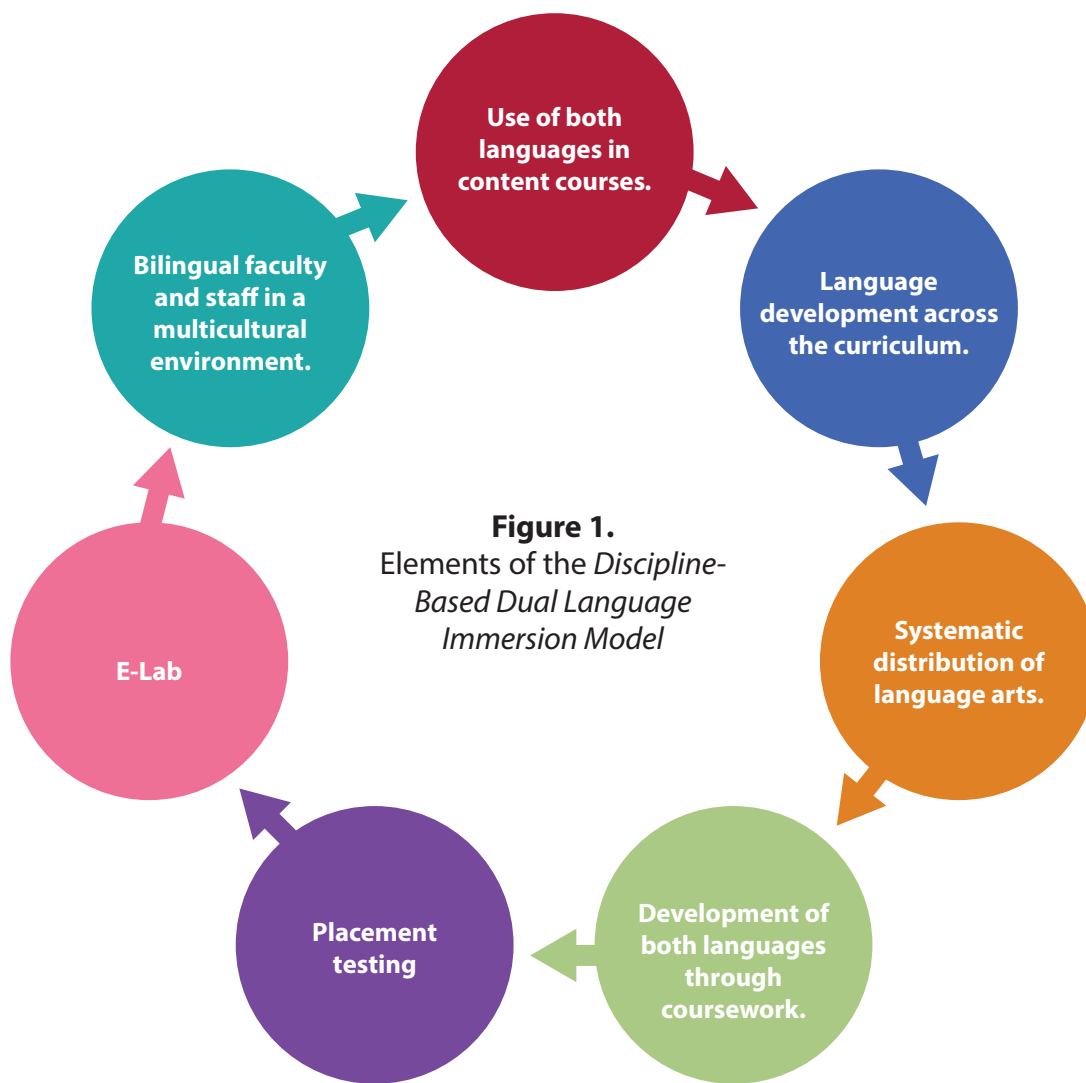 Use of both
languages in
content courses.
Language
development across
the curriculum.
Systematic
distribution of
language arts.
Development of
both languages
through
coursework.
Placement
testing
E-Lab
Bilingual faculty
and staff in a
multicultural
environment.
Figure 1.
Elements of the Discipline-
Based Dual Language
Immersion Model